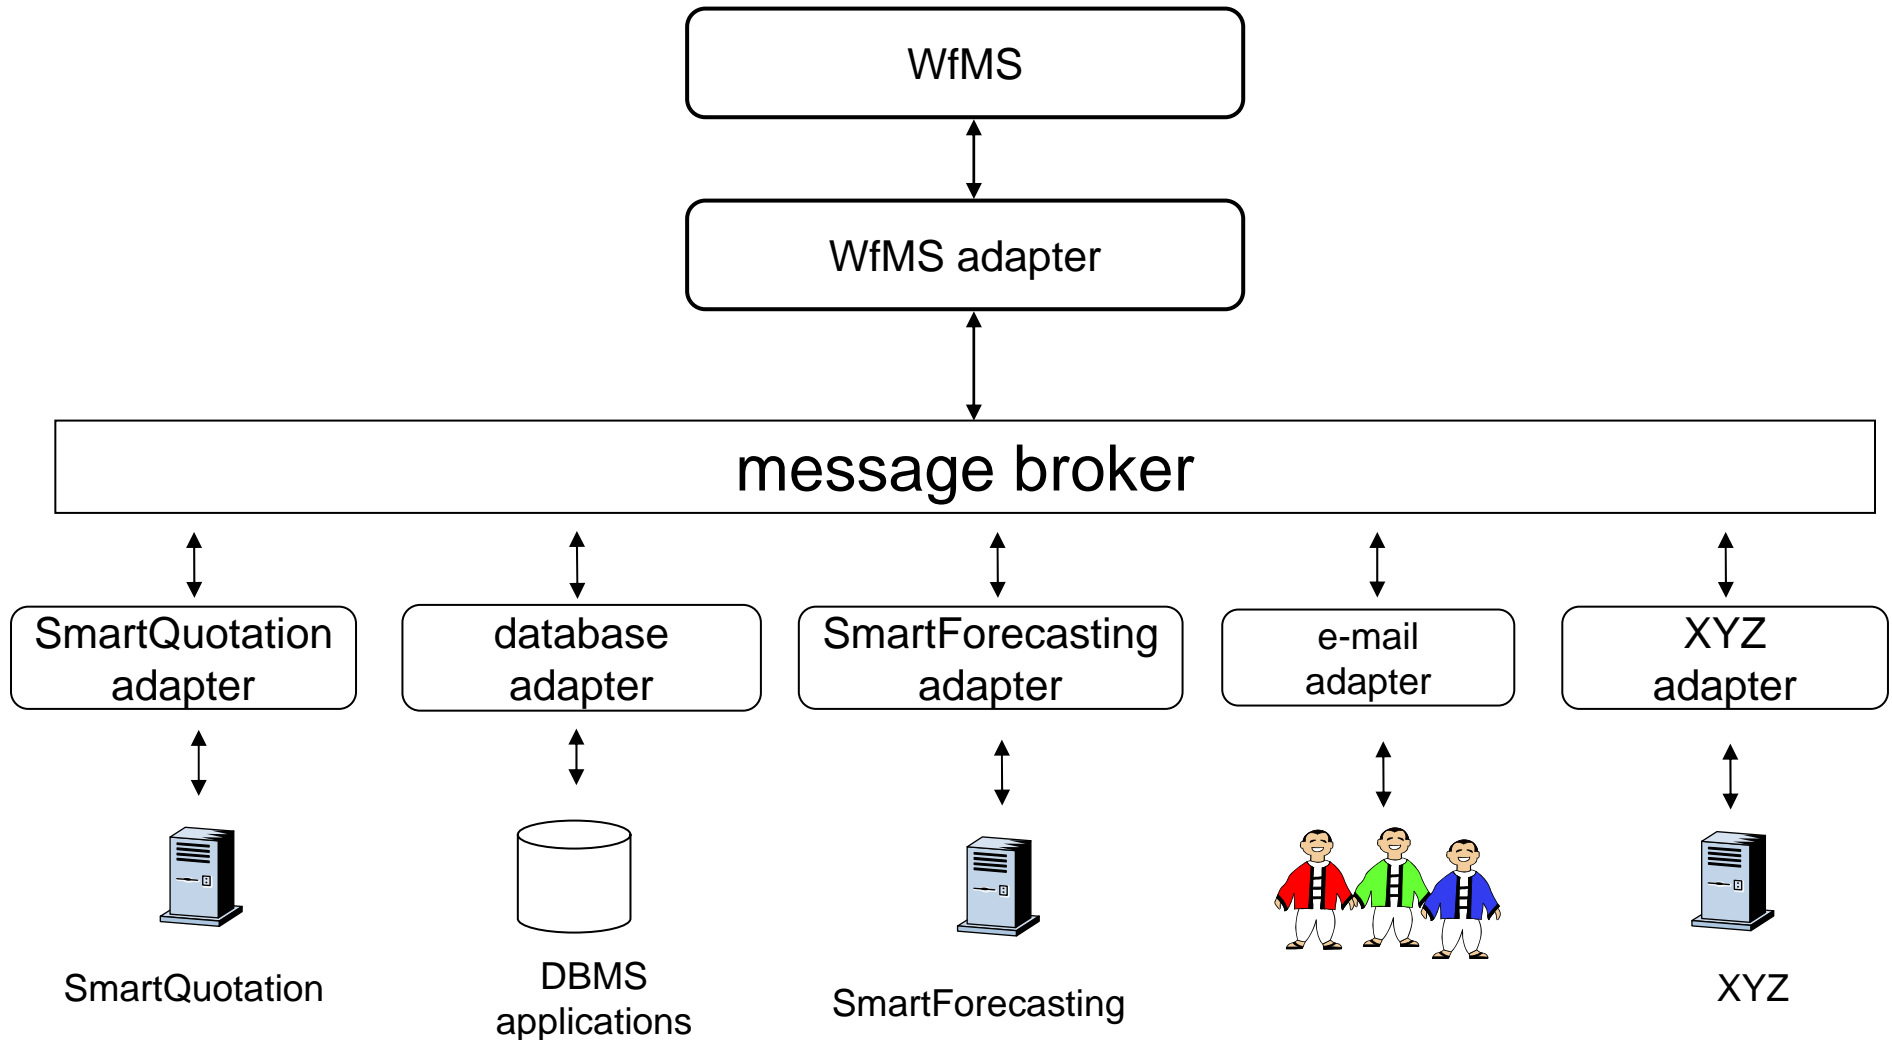 WfMS
WfMS adapter
message broker
SmartQuotation
adapter
database
adapter
SmartForecasting
adapter
e-mail
adapter
XYZ
adapter
SmartQuotation
DBMS
applications
SmartForecasting
XYZ